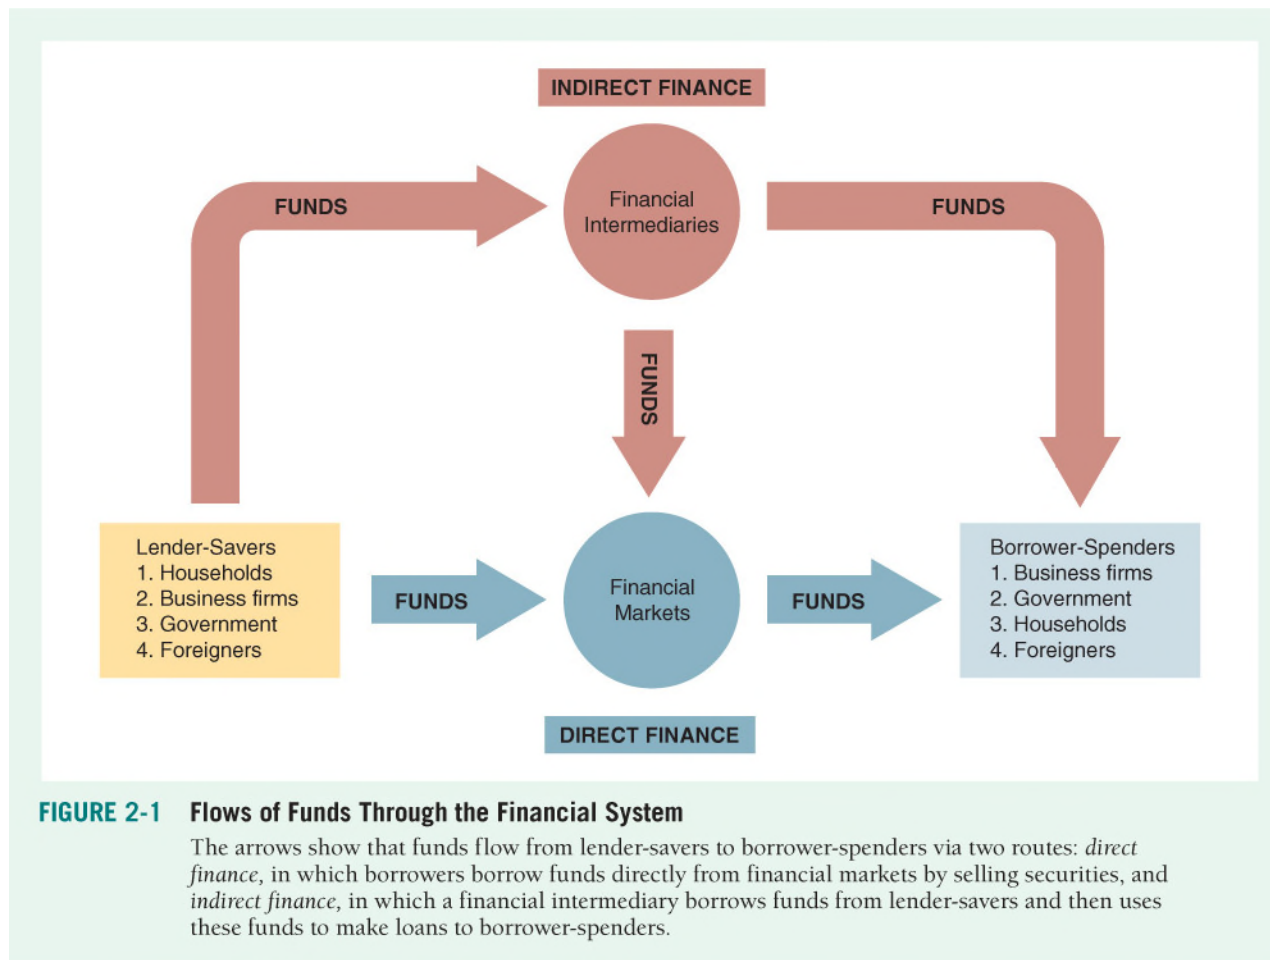 INDIRECT FINANCE
FUNDS
Financial
Intermediaries
FUNDS
FUNDS
Lender-Savers
1. Households
2. Business firms
3. Government
4. Foreigners
FUNDS
Financial
Markets
FUNDS
Borrower-Spenders
1. Business firms
2. Government
3. Households
4. Foreigners
DIRECT FINANCE
FIGURE 2-1 Flows of Funds Through the Financial System
The arrows show that funds flow from lender-savers to borrower-spenders via two routes: direct
finance, in which borrowers borrow funds directly from financial markets by selling securities, and
indirect finance, in which a financial intermediary borrows funds from lender-savers and then uses
these funds to make loans to borrower-spenders.